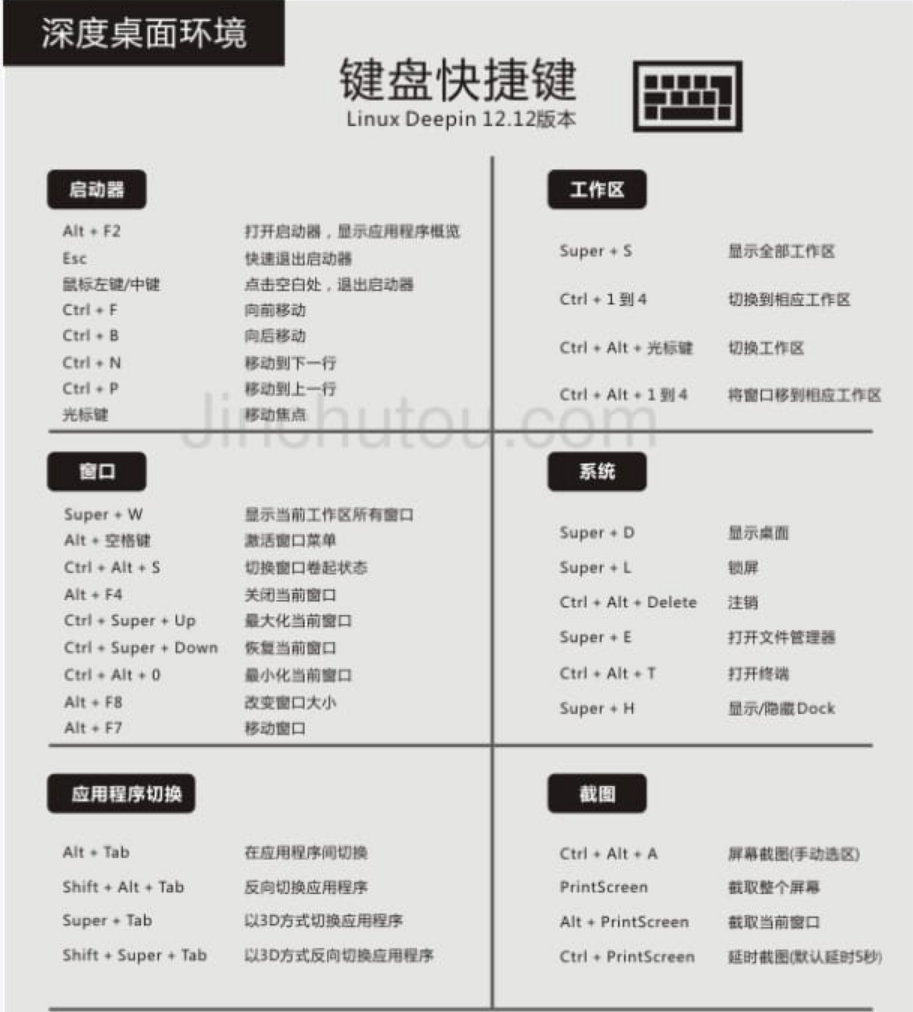 深度桌面环境
键盘快捷键
Linux Deepin 12.12版本
启动器
Alt + F2 打开启动器，显示应用程序概览
Esc 快速退出启动器
鼠标左键/中键 点击空白处，退出启动器
Ctrl + F 向前移动
Ctrl + B 向后移动
Ctrl + N 移动到下一行
Ctrl + P 移动到上一行
光标键 移动焦点
工作区
Super + S 显示全部工作区
Ctrl + 1 到 4 切换到相应工作区
Ctrl + Alt + 光标键 切换工作区
Ctrl + Alt + 1 到 4 将窗口移到相应工作区
Jinchutou.com
窗口
Super + W 显示当前工作区所有窗口
Alt + 空格键 激活窗口菜单
Ctrl + Alt + S 切换窗口卷起状态
Alt + F4 关闭当前窗口
Ctrl + Super + Up 最大化当前窗口
Ctrl + Super + Down 恢复当前窗口
Ctrl + Alt + 0 最小化当前窗口
Alt + F8 改变窗口大小
Alt + F7 移动窗口
系统
Super + D 显示桌面
Super + L 锁屏
Ctrl + Alt + Delete 注销
Super + E 打开文件管理器
Ctrl + Alt + T 打开终端
Super + H 显示/隐藏Dock
应用程序切换
Alt + Tab 在应用程序间切换
Shift + Alt + Tab 反向切换应用程序
Super + Tab 以3D方式切换应用程序
Shift + Super + Tab 以3D方式反向切换应用程序
截图
Ctrl + Alt + A 屏幕截图(手动选区)
PrintScreen 截取整个屏幕
Alt + PrintScreen 截取当前窗口
Ctrl + PrintScreen 延时截图(默认延时5秒)